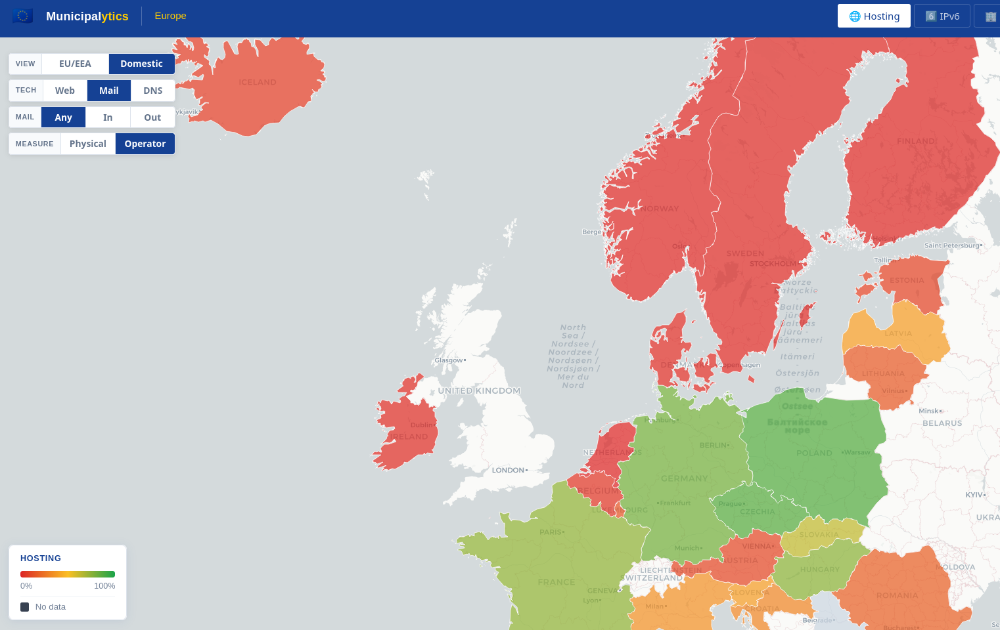 Municipalytics
Europe
🌐 Hosting
6 IPv6
VIEW EU/EEA Domestic
TECH Web Mail DNS
MAIL Any In Out
MEASURE Physical Operator
ICELAND
FINLAND
NORWAY
Oslo
SWEDEN
STOCKHOLM
Helsinki
Saint Petersburg
Tallinn
ESTONIA
Morze
Bałtyckie
-
Baltijas
jūra -
Baltijas
jūra -
Läänemeri
-
Itämeri
-
Östersjön
-
Østersøen
-
Ostsee
-
Балтийское
море
LATVIA
North
Sea /
Nordsee /
Noordzee /
Nordsøen /
Nordsjøen /
Mer du
Nord
Glasgow
DENMARK
Copenhagen
LITHUANIA
Vilnius
UNITED KINGDOM
Minsk
BELARUS
Hamburg
Dublin
IRELAND
BERLIN
NETHERLANDS
POLAND
Warsaw
LONDON
GERMANY
BELGIUM
KYIV
Frankfurt
Prague
CZECHIA
LUXEMBOURG
UKRA
PARIS
SLOVAKIA
Munich
VIENNA
AUSTRIA
MOLDOVA
LIECHTENSTEIN
SWITZERLAND
HUNGARY
FRANCE
GENEVA
Lyon
Milan
SLOVENIA
CROATIA
ROMANIA
Belgrade
Bucharest
HOSTING
0% 100%
No data